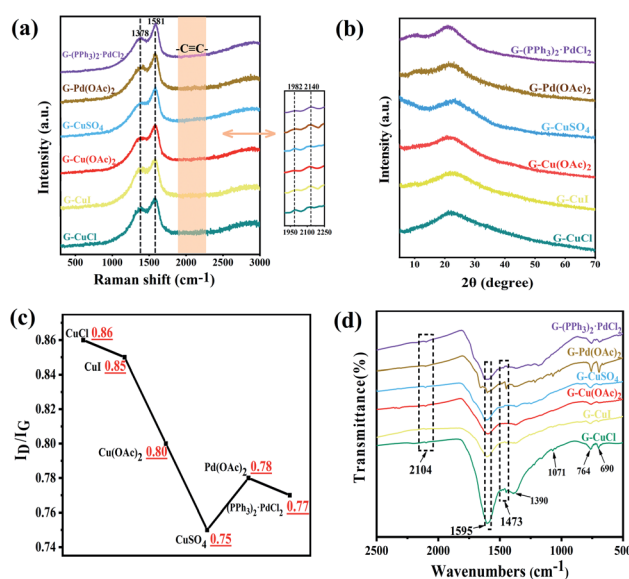 (a)
1378
1581
G-(PPh3)2·PdCl2
-C≡C-
G-Pd(OAc)2
G-CuSO4
G-Cu(OAc)2
G-CuI
G-CuCl
Intensity (a.u.)
500 1000 1500 2000 2500 3000
Raman shift (cm-1)
1982 2140
1950 2100 2250
(b)
G-(PPh3)2·PdCl2
G-Pd(OAc)2
G-CuSO4
G-Cu(OAc)2
G-CuI
G-CuCl
Intensity (a.u.)
10 20 30 40 50 60 70
2θ (degree)
(c)
0.86
0.84
0.82
0.80
0.78
0.76
0.74
ID/IG
CuCl 0.86
CuI 0.85
Cu(OAc)2 0.80
CuSO4 0.75
Pd(OAc)2 0.78
(PPh3)2·PdCl2 0.77
(d)
G-(PPh3)2·PdCl2
G-Pd(OAc)2
G-CuSO4
G-Cu(OAc)2
G-CuI
G-CuCl
Transmittance(%)
2104
1595
1473
1390
1071
764
690
2500 2000 1500 1000 500
Wavenumbers (cm-1)